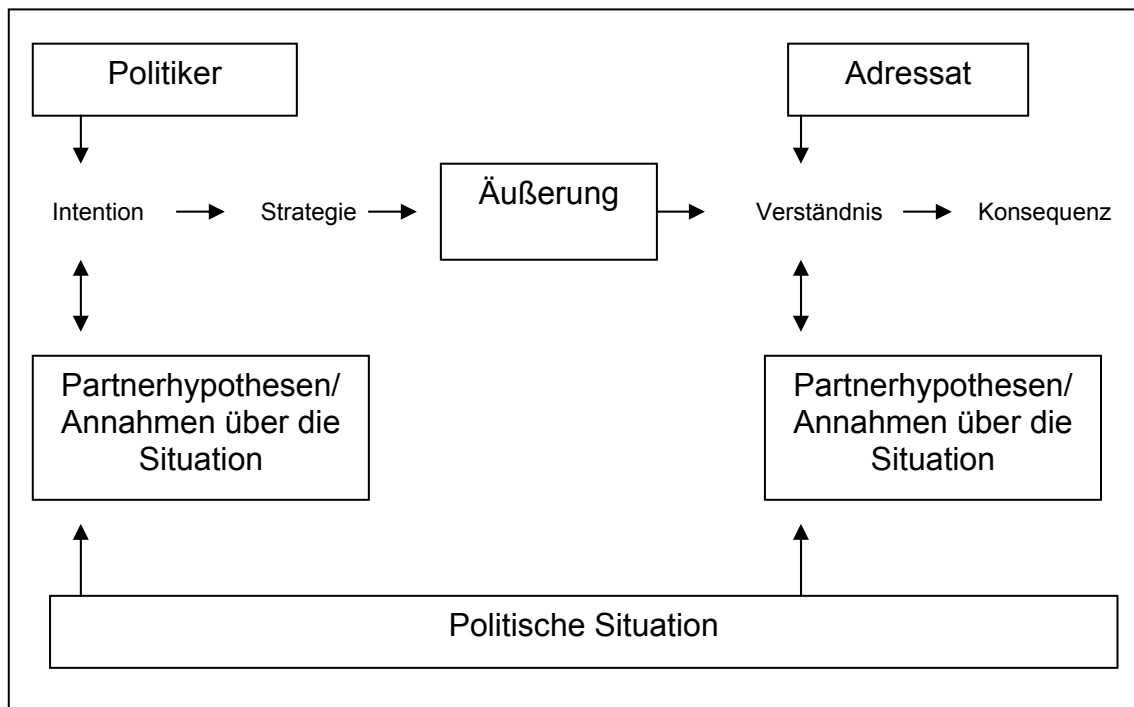 Politiker
Adressat
Intention
Strategie
Äußerung
Verständnis
Konsequenz
Partnerhypothesen/
Annahmen über die
Situation
Partnerhypothesen/
Annahmen über die
Situation
Politische Situation